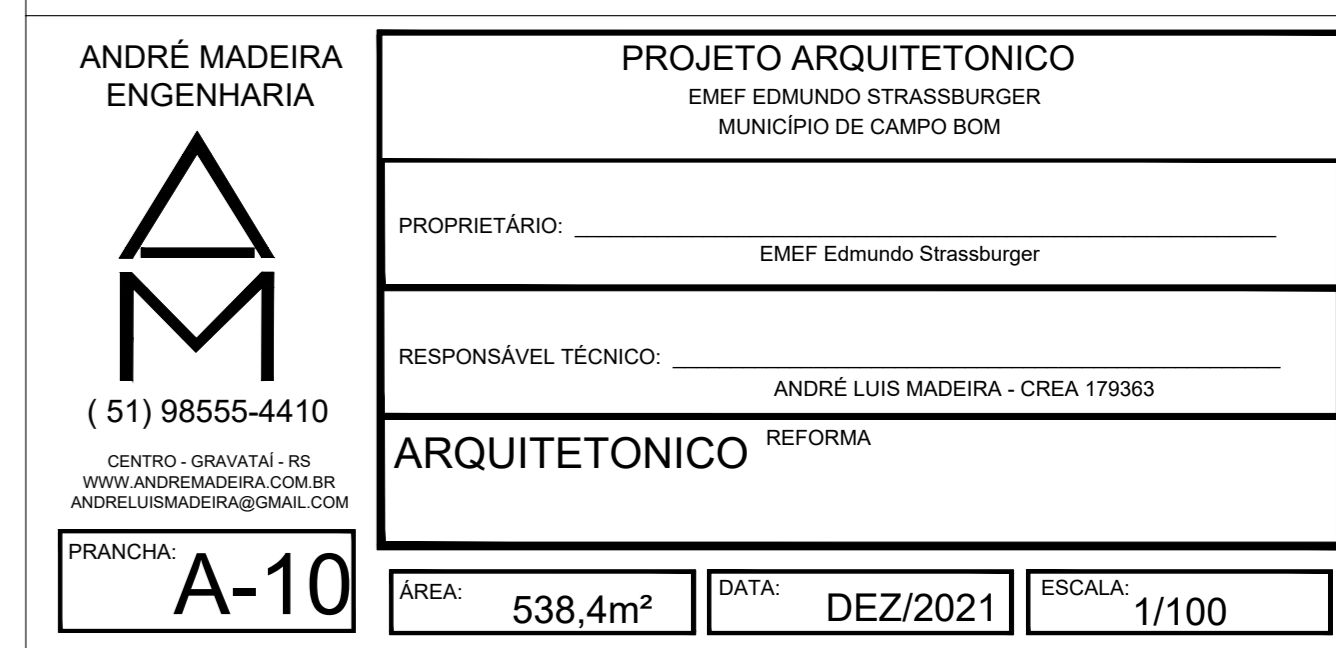 ANDRÉ MADEIRA
ENGENHARIA
AM
( 51) 98555-4410
CENTRO - GRAVATAÍ - RS
WWW.ANDREMADEIRA.COM.BR
ANDRELUISMADEIRA@GMAIL.COM
PRANCHA:
A-10
PROJETO ARQUITETONICO
EMEF EDMUNDO STRASSBURGER
MUNICÍPIO DE CAMPO BOM
PROPRIETÁRIO:
EMEF Edmundo Strassburger
RESPONSÁVEL TÉCNICO:
ANDRÉ LUIS MADEIRA - CREA 179363
ARQUITETONICO REFORMA
ÁREA: 538,4m²
DATA: DEZ/2021
ESCALA: 1/100